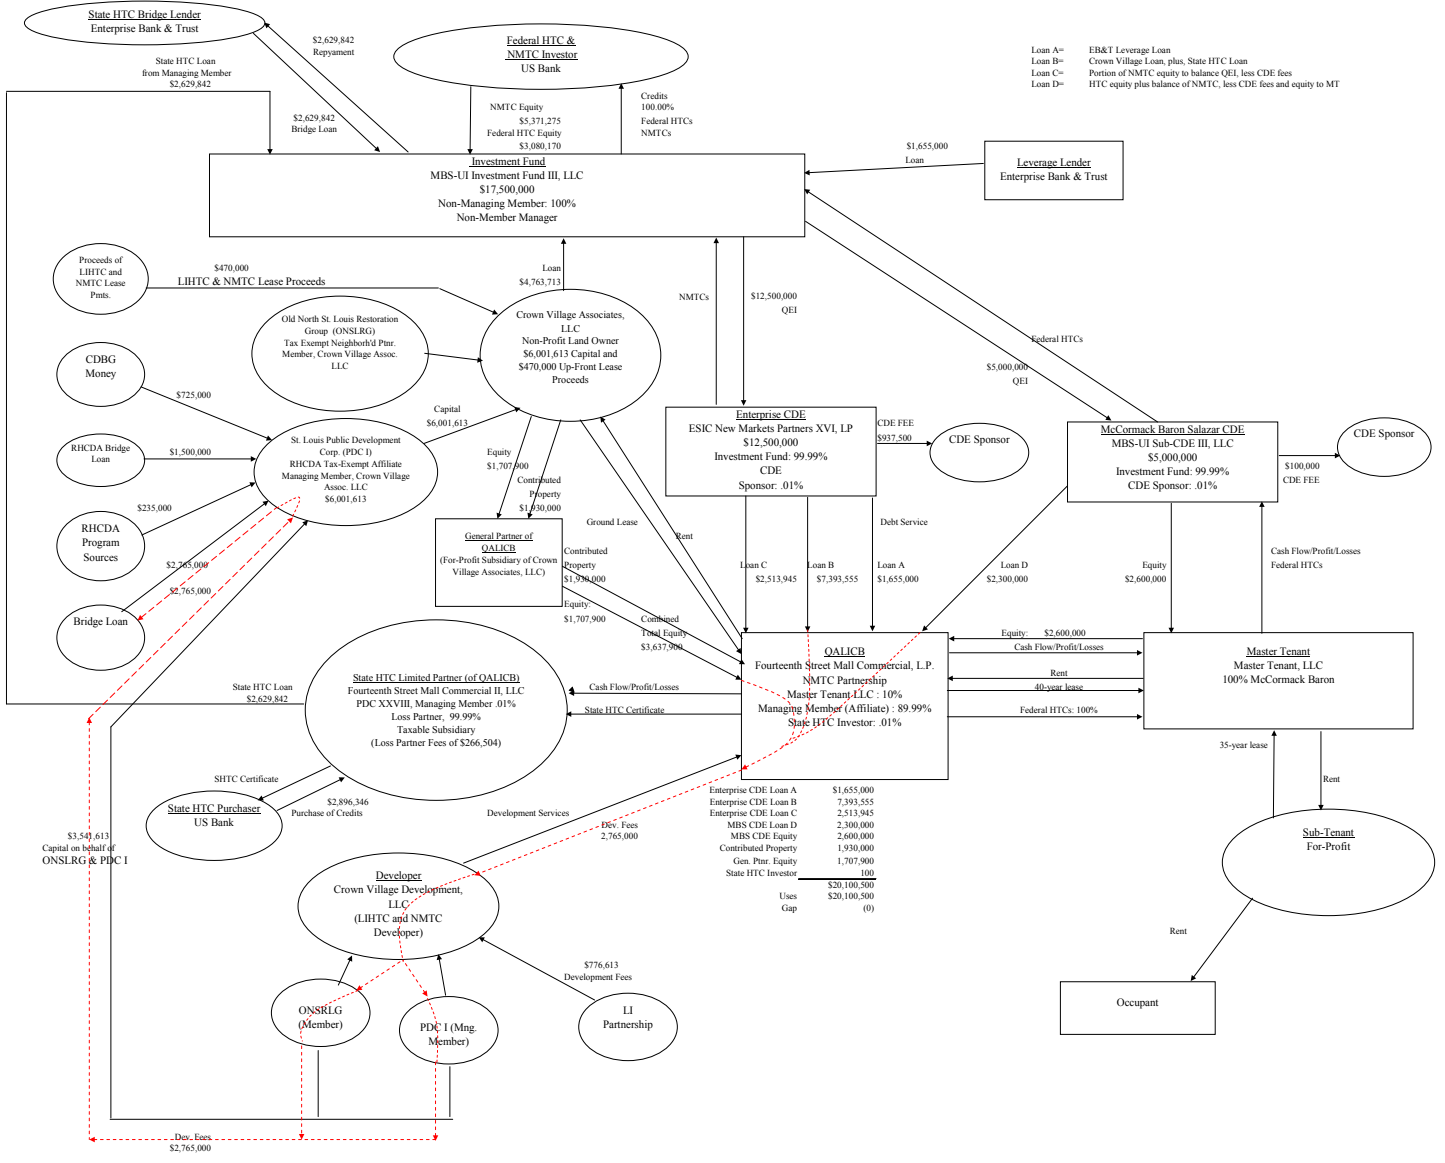 State HTC Bridge Lender
Enterprise Bank & Trust
$2,629,842
Repyament
Federal HTC &
NMTC Investor
US Bank
Loan A= EB&T Leverage Loan
Loan B= Crown Village Loan, plus, State HTC Loan
Loan C= Portion of NMTC equity to balance QEI, less CDE fees
Loan D= HTC equity plus balance of NMTC, less CDE fees and equity to MT
State HTC Loan
from Managing Member
$2,629,842
$2,629,842
Bridge Loan
NMTC Equity
$5,371,275
Federal HTC Equity
$3,080,170
Credits
100.00%
Federal HTCs
NMTCs
Investment Fund
MBS-UI Investment Fund III, LLC
$17,500,000
Non-Managing Member: 100%
Non-Member Manager
$1,655,000
Loan
Leverage Lender
Enterprise Bank & Trust
Proceeds of
LIHTC and
NMTC Lease
Pmts.
$470,000
LIHTC & NMTC Lease Proceeds
Loan
$4,763,713
NMTCs
$12,500,000
QEI
Federal HTCs
$5,000,000
QEI
Old North St. Louis Restoration
Group (ONSLRG)
Tax Exempt Neighborh'd Ptnr.
Member, Crown Village Assoc.
LLC
Crown Village Associates,
LLC
Non-Profit Land Owner
$6,001,613 Capital and
$470,000 Up-Front Lease
Proceeds
CDBG
Money
$725,000
Capital
$6,001,613
RHCDA Bridge
Loan
$1,500,000
St. Louis Public Development
Corp. (PDC I)
RHCDA Tax-Exempt Affiliate
Managing Member, Crown Village
Assoc. LLC
$6,001,613
$235,000
RHCDA
Program
Sources
$2,765,000
$2,765,000
Bridge Loan
Enterprise CDE
ESIC New Markets Partners XVI, LP
$12,500,000
Investment Fund: 99.99%
CDE
Sponsor: .01%
CDE FEE
$937,500
CDE Sponsor
McCormack Baron Salazar CDE
MBS-UI Sub-CDE III, LLC
$5,000,000
Investment Fund: 99.99%
CDE Sponsor: .01%
$100,000
CDE FEE
CDE Sponsor
Equity
$1,707,900
Contributed
Property
$1,930,000
Ground Lease
Rent
Debt Service
General Partner of
QALICB
(For-Profit Subsidiary of Crown
Village Associates, LLC)
Contributed
Property
$1,930,000
Equity:
$1,707,900
Combined
Total Equity
$3,637,900
Loan C
$2,513,945
Loan B
$7,393,555
Loan A
$1,655,000
Loan D
$2,300,000
Equity
$2,600,000
Cash Flow/Profit/Losses
Federal HTCs
QALICB
Fourteenth Street Mall Commercial, L.P.
NMTC Partnership
Master Tenant LLC : 10%
Managing Member (Affiliate) : 89.99%
State HTC Investor: .01%
Equity: $2,600,000
Cash Flow/Profit/Losses
Rent
40-year lease
Federal HTCs: 100%
Master Tenant
Master Tenant, LLC
100% McCormack Baron
State HTC Loan
$2,629,842
State HTC Limited Partner (of QALICB)
Fourteenth Street Mall Commercial II, LLC
PDC XXVIII, Managing Member .01%
Loss Partner, 99.99%
Taxable Subsidiary
(Loss Partner Fees of $266,504)
Cash Flow/Profit/Losses
State HTC Certificate
35-year lease
Rent
SHTC Certificate
State HTC Purchaser
US Bank
$2,896,346
Purchase of Credits
Development Services
Dev. Fees
2,765,000
Enterprise CDE Loan A $1,655,000
Enterprise CDE Loan B 7,393,555
Enterprise CDE Loan C 2,513,945
MBS CDE Loan D 2,300,000
MBS CDE Equity 2,600,000
Contributed Property 1,930,000
Gen. Ptnr. Equity 1,707,900
State HTC Investor 100
$20,100,500
Uses $20,100,500
Gap (0)
Sub-Tenant
For-Profit
$3,541,613
Capital on behalf of
ONSLRG & PDC I
Developer
Crown Village Development,
LLC
(LIHTC and NMTC
Developer)
Rent
$776,613
Development Fees
ONSRLG
(Member)
PDC I (Mng.
Member)
LI
Partnership
Occupant
Dev. Fees
$2,765,000